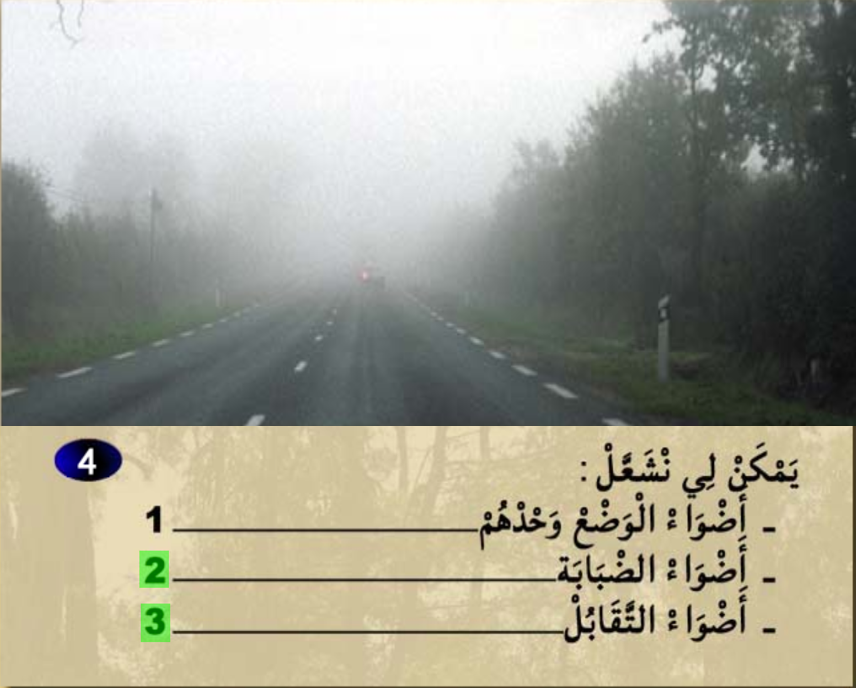 4
يَمْكَنْ لِي نْشَعَّلْ :
- أَضْوَاءْ الْوَضْعْ وَحْدْهُمْ 1
- أَضْوَاءْ الضْبَابَة 2
- أَضْوَاءْ التَّقَابُلْ 3